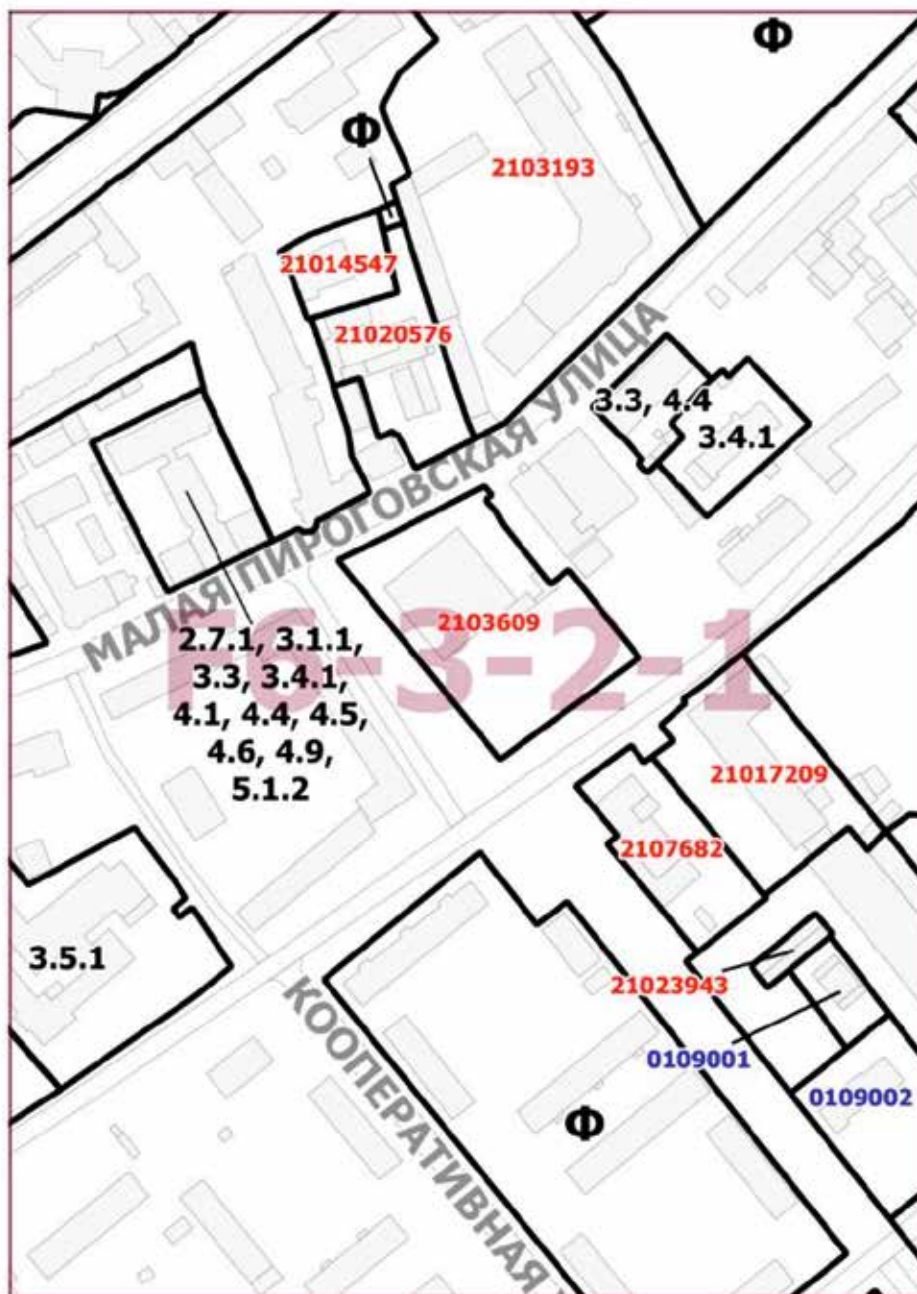 Ф
Ф
2103193
21014547
21020576
МАЛАЯ ПИРОГОВСКАЯ УЛИЦА
3.3, 4.4
3.4.1
2103609
F6-3-2-1
2.7.1, 3.1.1,
3.3, 3.4.1,
4.1, 4.4, 4.5,
4.6, 4.9,
5.1.2
21017209
2107682
3.5.1
21023943
КООПЕРАТИВНАЯ
0109001
0109002
Ф